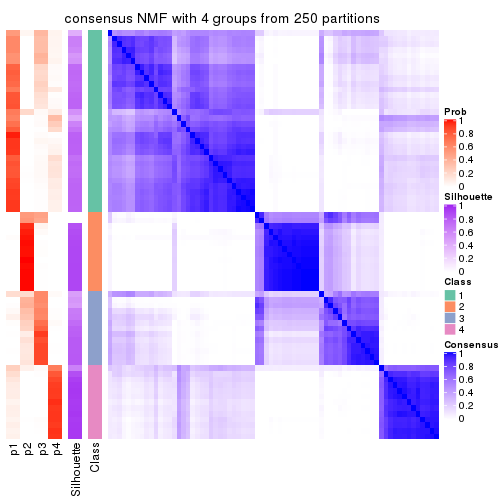 consensus NMF with 4 groups from 250 partitions
Prob
1
0.8
0.6
0.4
0.2
0
Silhouette
1
0.8
0.6
0.4
0.2
0
Class
1
2
3
4
Consensus
1
0.8
0.6
0.4
0.2
0
p1
p2
p3
p4
Silhouette
Class